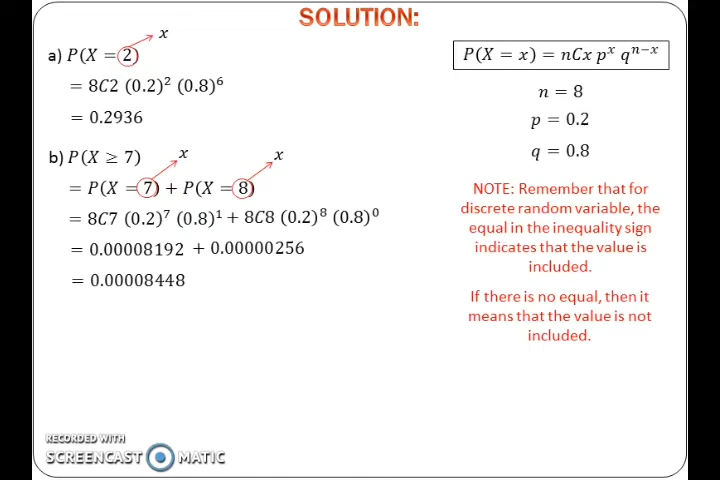 SOLUTION:
x
a) P(X = 2)
= 8C2 (0.2)² (0.8)⁶
= 0.2936
b) P(X ≥ 7)
x
x
= P(X = 7) + P(X = 8)
= 8C7 (0.2)⁷ (0.8)¹ + 8C8 (0.2)⁸ (0.8)⁰
= 0.00008192 + 0.00000256
= 0.00008448
P(X = x) = nCx pˣ qⁿ⁻ˣ
n = 8
p = 0.2
q = 0.8
NOTE: Remember that for
discrete random variable, the
equal in the inequality sign
indicates that the value is
included.
If there is no equal, then it
means that the value is not
included.
RECORDED WITH
SCREENCAST MATIC